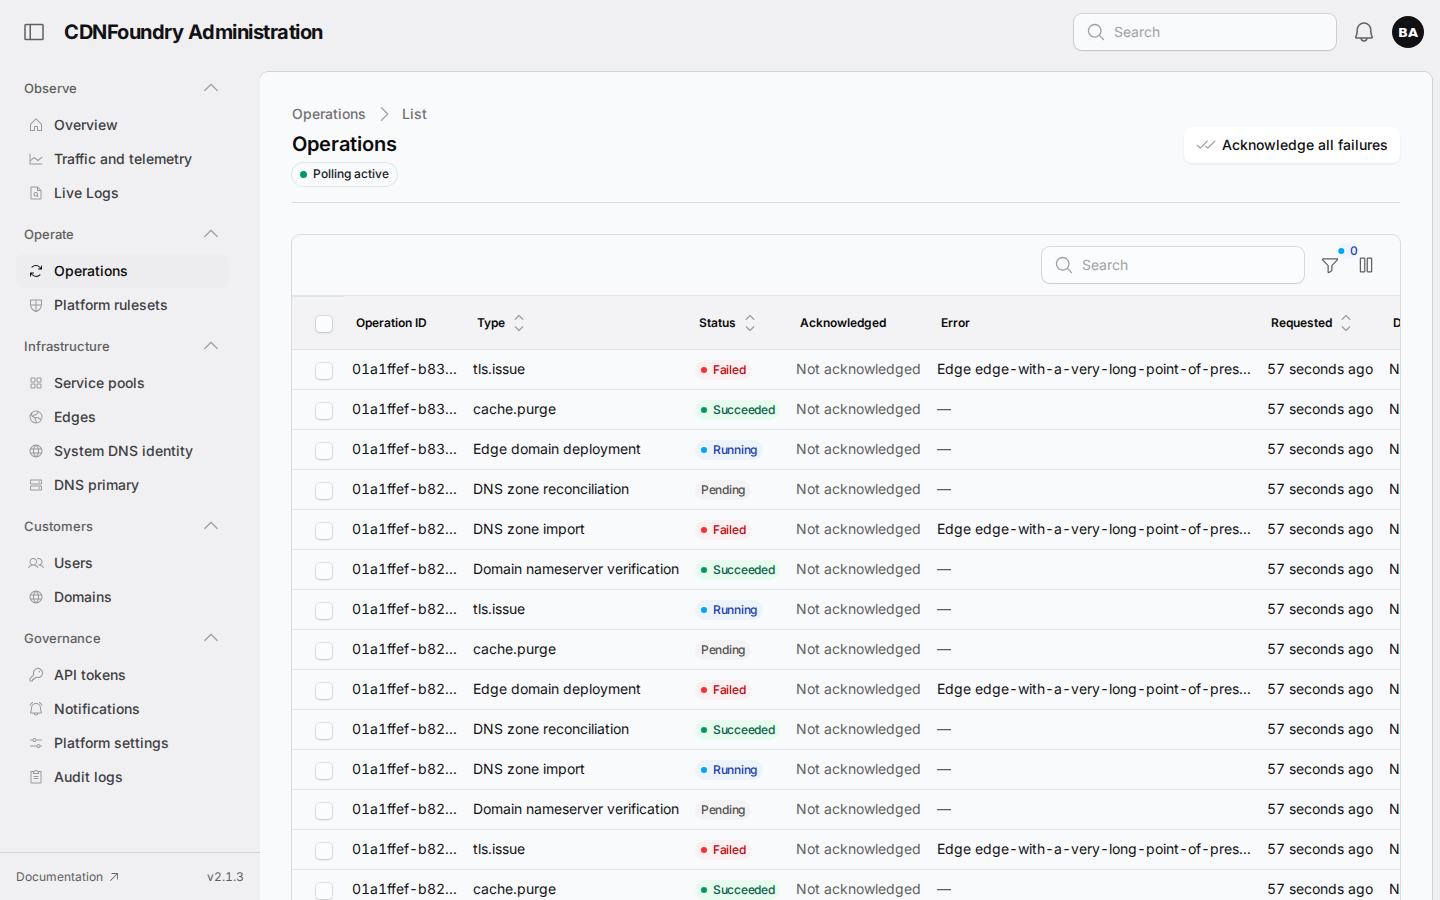 CDNFoundry Administration
Search
BA
Observe
Overview
Traffic and telemetry
Live Logs
Operate
Operations
Platform rulesets
Infrastructure
Service pools
Edges
System DNS identity
DNS primary
Customers
Users
Domains
Governance
API tokens
Notifications
Platform settings
Audit logs
Documentation
v2.1.3
Operations List
Operations
Polling active
Acknowledge all failures
Search
0
Operation ID Type Status Acknowledged Error Requested D
01a1ffef-b83... tls.issue Failed Not acknowledged Edge edge-with-a-very-long-point-of-pres... 57 seconds ago N
01a1ffef-b83... cache.purge Succeeded Not acknowledged — 57 seconds ago N
01a1ffef-b83... Edge domain deployment Running Not acknowledged — 57 seconds ago N
01a1ffef-b82... DNS zone reconciliation Pending Not acknowledged — 57 seconds ago N
01a1ffef-b82... DNS zone import Failed Not acknowledged Edge edge-with-a-very-long-point-of-pres... 57 seconds ago N
01a1ffef-b82... Domain nameserver verification Succeeded Not acknowledged — 57 seconds ago N
01a1ffef-b82... tls.issue Running Not acknowledged — 57 seconds ago N
01a1ffef-b82... cache.purge Pending Not acknowledged — 57 seconds ago N
01a1ffef-b82... Edge domain deployment Failed Not acknowledged Edge edge-with-a-very-long-point-of-pres... 57 seconds ago N
01a1ffef-b82... DNS zone reconciliation Succeeded Not acknowledged — 57 seconds ago N
01a1ffef-b82... DNS zone import Running Not acknowledged — 57 seconds ago N
01a1ffef-b82... Domain nameserver verification Pending Not acknowledged — 57 seconds ago N
01a1ffef-b82... tls.issue Failed Not acknowledged Edge edge-with-a-very-long-point-of-pres... 57 seconds ago N
01a1ffef-b82... cache.purge Succeeded Not acknowledged — 57 seconds ago N